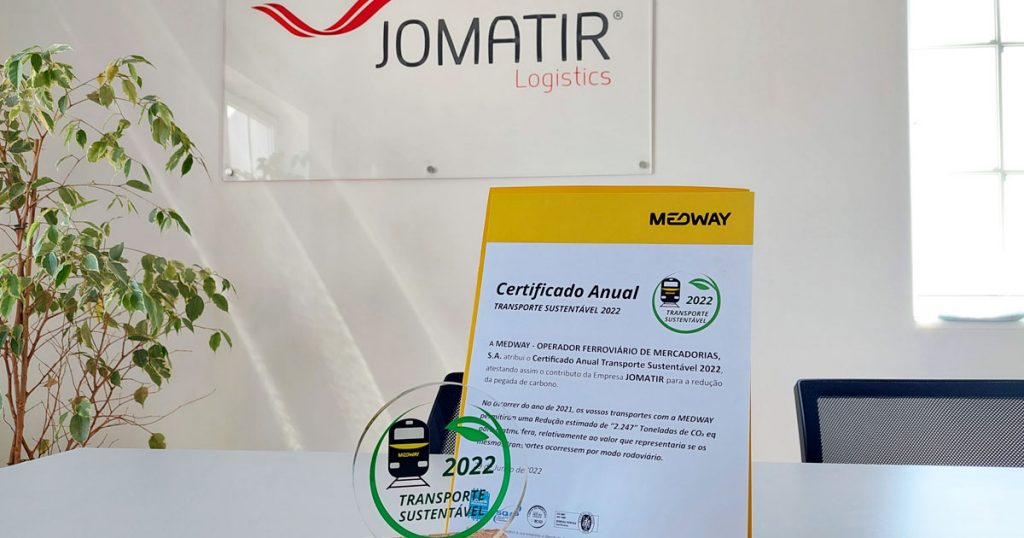 JOMATIR®
Logistics
MEDWAY
Certificado Anual
TRANSPORTE SUSTENTÁVEL 2022
2022
TRANSPORTE
SUSTENTÁVEL
A MEDWAY - OPERADOR FERROVIÁRIO DE MERCADORIAS,
S.A. atribui o Certificado Anual Transporte Sustentável 2022,
atestando assim o contributo da Empresa JOMATIR para a redução
da pegada de carbono.
No decorrer do ano de 2021, os vossos transportes com a MEDWAY
permitiram uma Redução estimado de "2.247" Toneladas de CO₂ eq
relativamente ao valor que representaria se os
transportes ocorressem por modo rodoviário.
Junho de 2022
MEDWAY
2022
TRANSPORTE
SUSTENTÁVEL